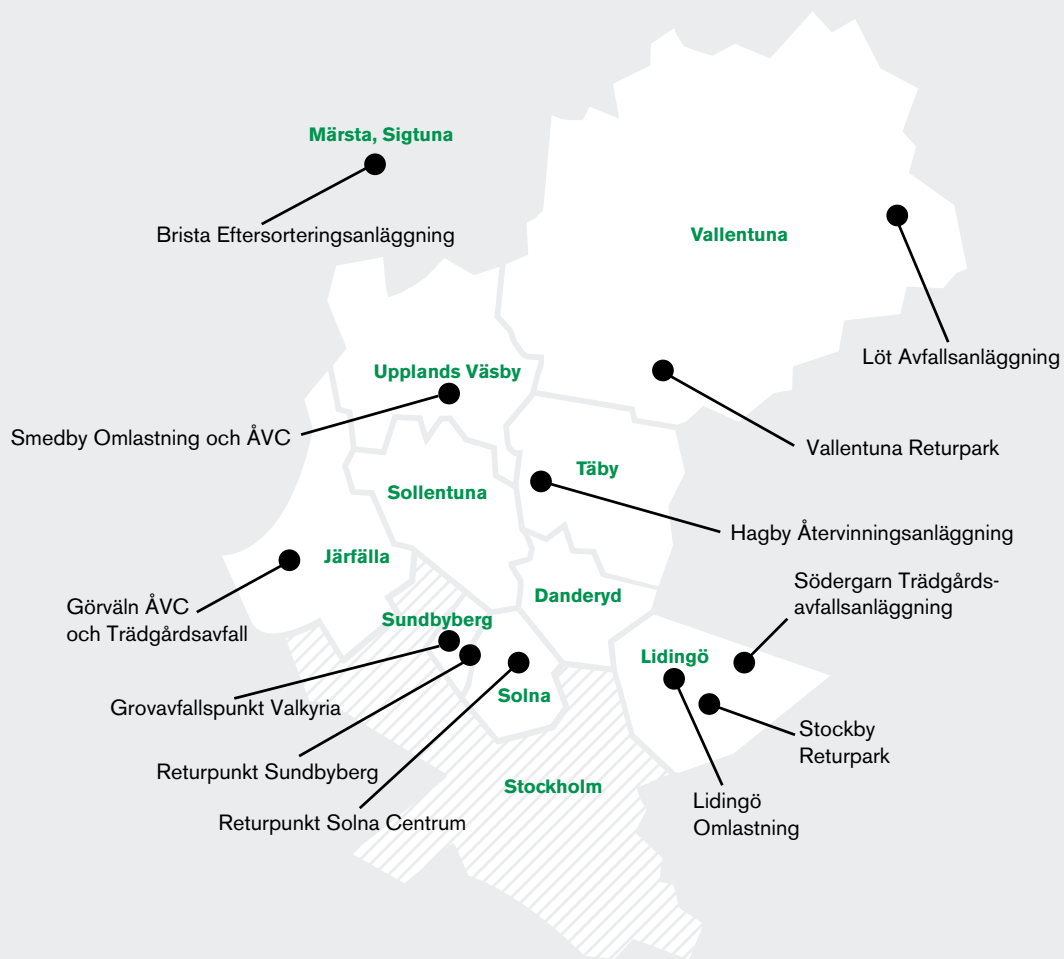 Märsta, Sigtuna
Brista Eftersorteringsanläggning
Vallentuna
Löt Avfallsanläggning
Upplands Väsby
Smedby Omlastning och ÅVC
Vallentuna Returpark
Täby
Sollentuna
Hagby Återvinningsanläggning
Järfälla
Södergarn Trädgårds-
avfallsanläggning
Danderyd
Görväln ÅVC
och Trädgårdsavfall
Sundbyberg
Lidingö
Solna
Grovavfallspunkt Valkyria
Stockby
Returpark
Returpunkt Sundbyberg
Stockholm
Lidingö
Omlastning
Returpunkt Solna Centrum